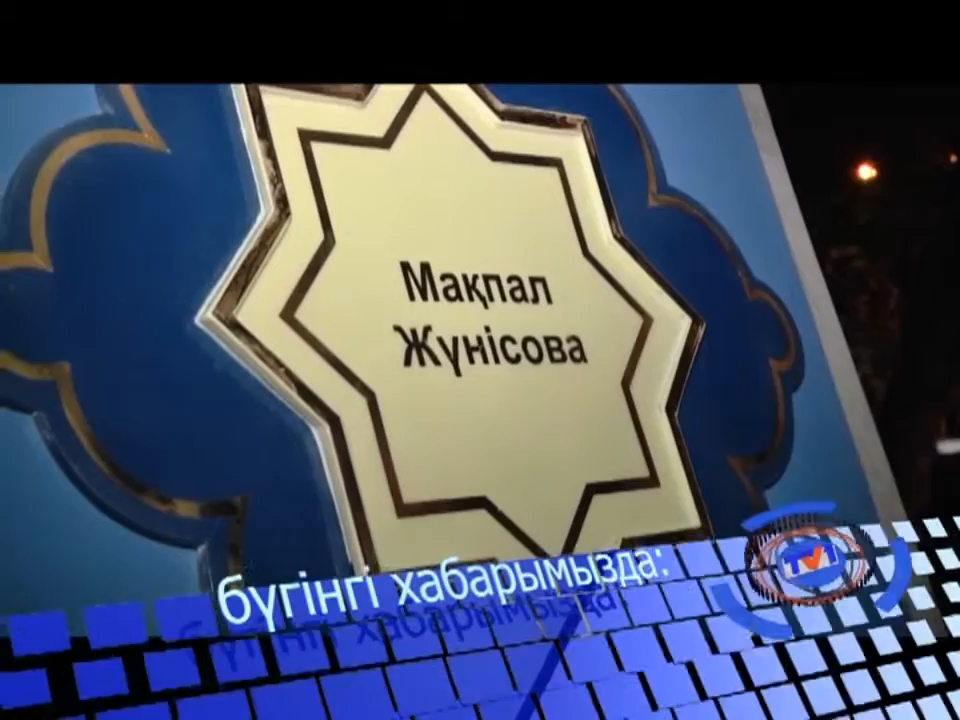 Мақпал
Жүнісова
бүгінгі хабарымызда:
TV1